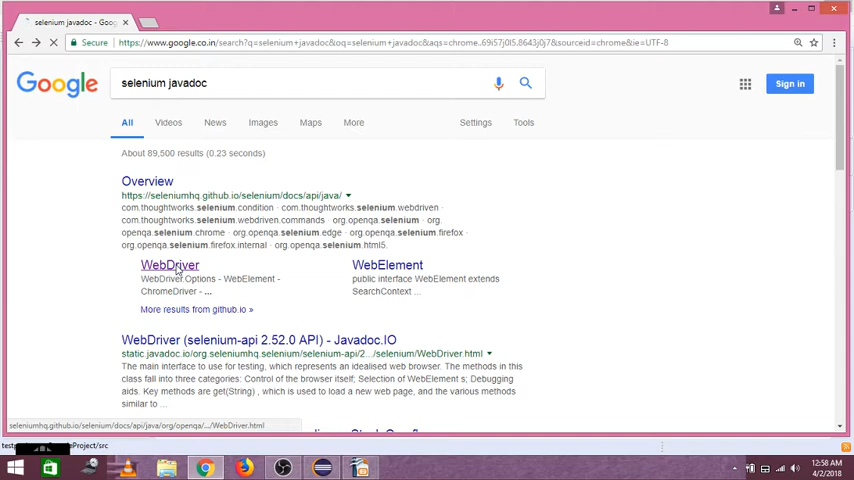 selenium javadoc - Goog
Secure
https://www.google.co.in/search?q=selenium+javadoc&oq=selenium+javadoc&aqs=chrome..69i57j0l5.8643j0j7&sourceid=chrome&ie=UTF-8
Google
selenium javadoc
Sign in
All Videos News Images Maps More Settings Tools
About 89,500 results (0.23 seconds)
Overview
https://seleniumhq.github.io/selenium/docs/api/java/
com.thoughtworks.selenium.condition · com.thoughtworks.selenium.webdriven ·
com.thoughtworks.selenium.webdriven.commands · org.openqa.selenium · org.
openqa.selenium.chrome · org.openqa.selenium.edge · org.openqa.selenium.firefox ·
org.openqa.selenium.firefox.internal · org.openqa.selenium.html5.
WebDriver WebElement
WebDriver.Options - WebElement - public interface WebElement extends
ChromeDriver - ... SearchContext ...
More results from github.io »
WebDriver (selenium-api 2.52.0 API) - Javadoc.IO
static.javadoc.io/org.seleniumhq.selenium/selenium-api/2.../selenium/WebDriver.html
The main interface to use for testing, which represents an idealised web browser. The methods in this
class fall into three categories: Control of the browser itself; Selection of WebElement s; Debugging
aids. Key methods are get(String) , which is used to load a new web page, and the various methods
similar to ...
seleniumhq.github.io/selenium/docs/api/java/org/openqa/.../WebDriver.html
12:58 AM
4/2/2018